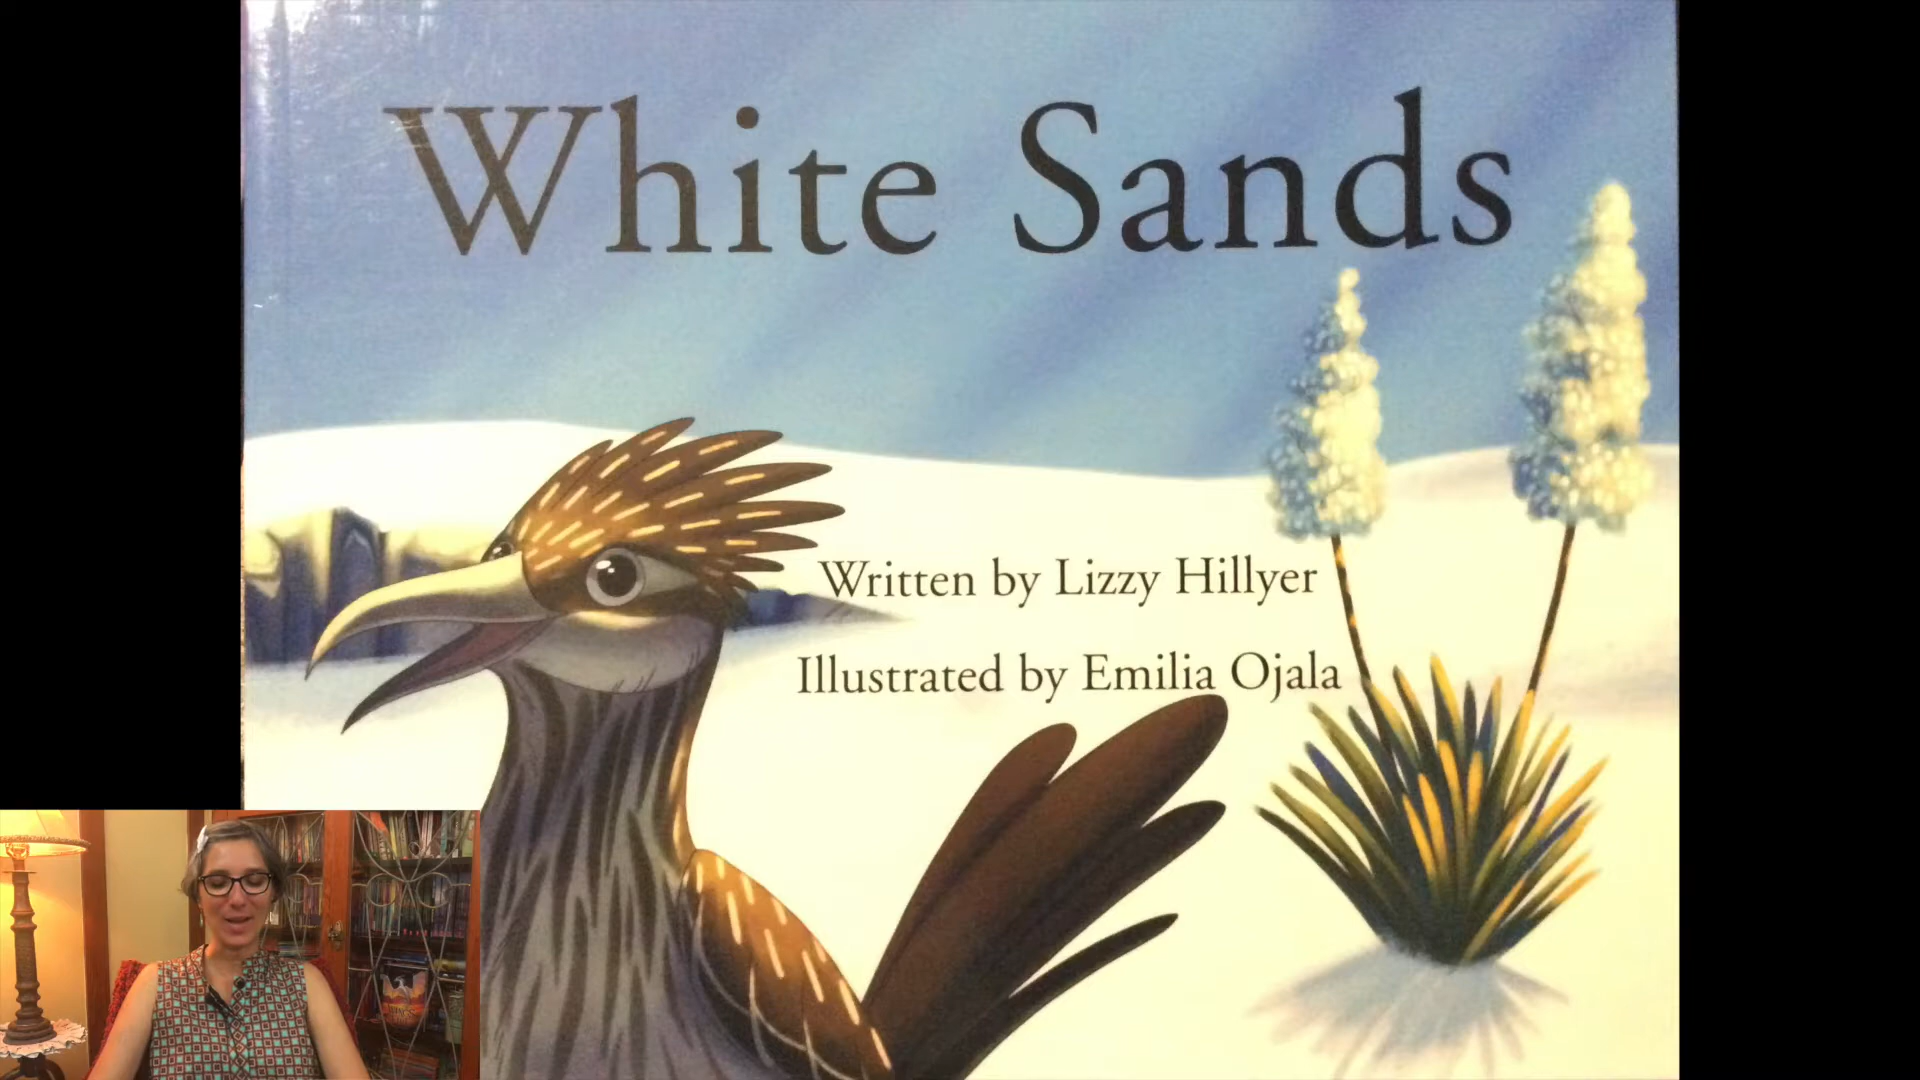 White Sands
Written by Lizzy Hillyer
Illustrated by Emilia Ojala